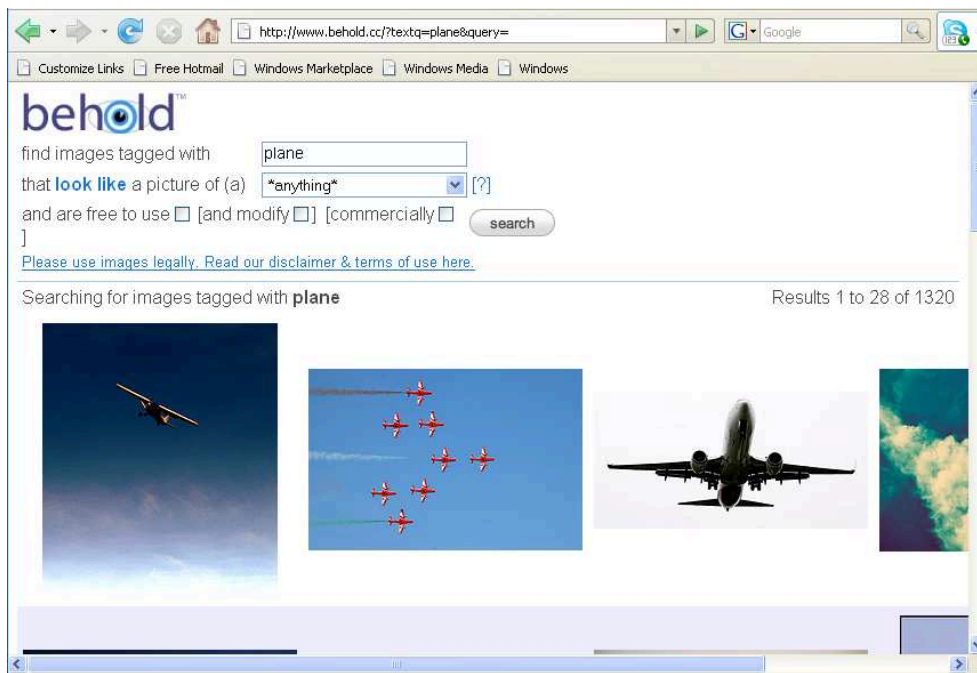 http://www.behold.cc/?textq=plane&query=
G Google
123
Customize Links Free Hotmail Windows Marketplace Windows Media Windows
behold™
find images tagged with plane
that look like a picture of (a) *anything* [?]
and are free to use [and modify ] [commercially
] search
Please use images legally. Read our disclaimer & terms of use here.
Searching for images tagged with plane Results 1 to 28 of 1320